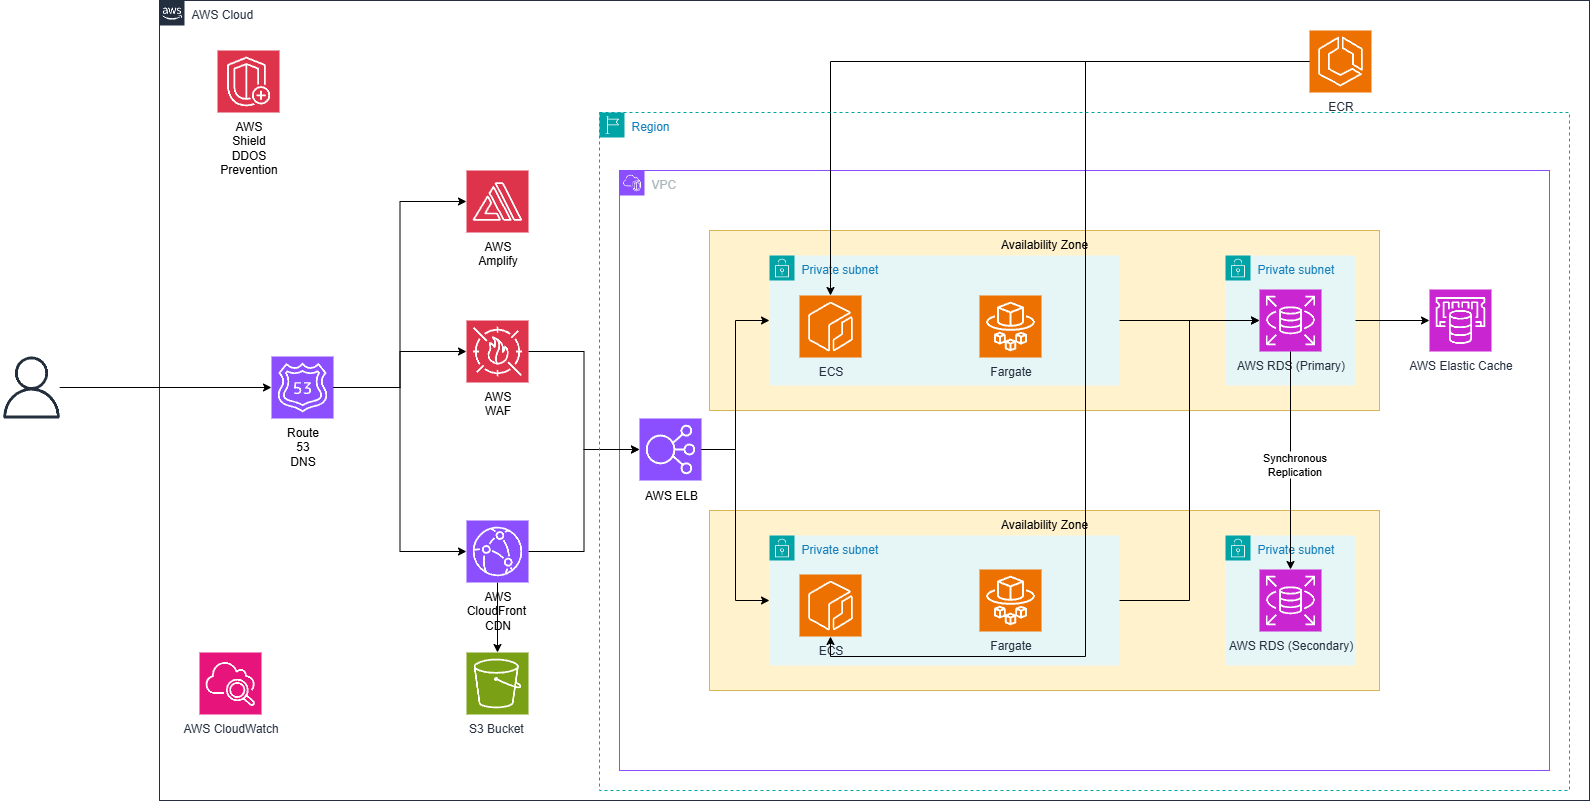 aws
AWS Cloud
AWS
Shield
DDOS
Prevention
ECR
Region
VPC
AWS
Amplify
Availability Zone
Private subnet
Private subnet
ECS
Fargate
AWS RDS (Primary)
AWS Elastic Cache
AWS
WAF
53
Route
53
DNS
AWS ELB
Synchronous
Replication
Availability Zone
Private subnet
Private subnet
ECS
Fargate
AWS RDS (Secondary)
AWS
CloudFront
CDN
AWS CloudWatch
S3 Bucket